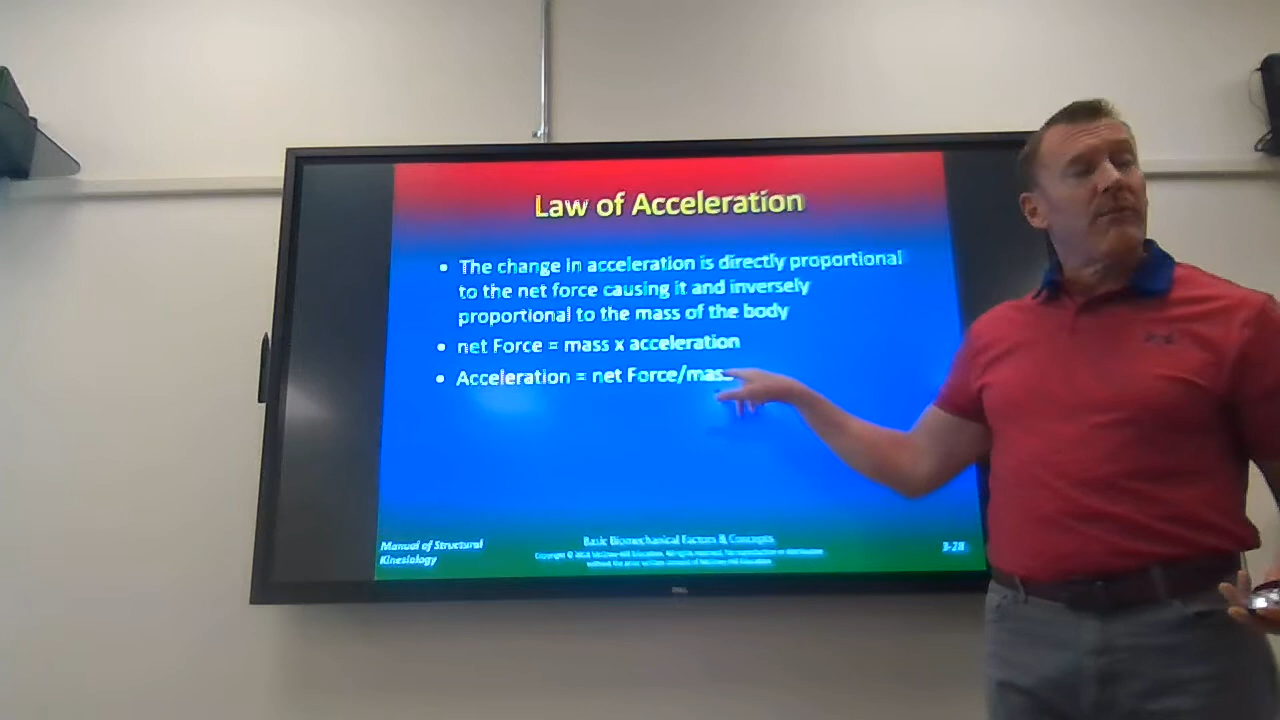 Law of Acceleration
• The change in acceleration is directly proportional
to the net force causing it and inversely
proportional to the mass of the body
• net Force = mass x acceleration
• Acceleration = net Force/mas
Manual of Structural
Kinesiology
Basic Biomechanical Factors & Concepts
3-28
DELL